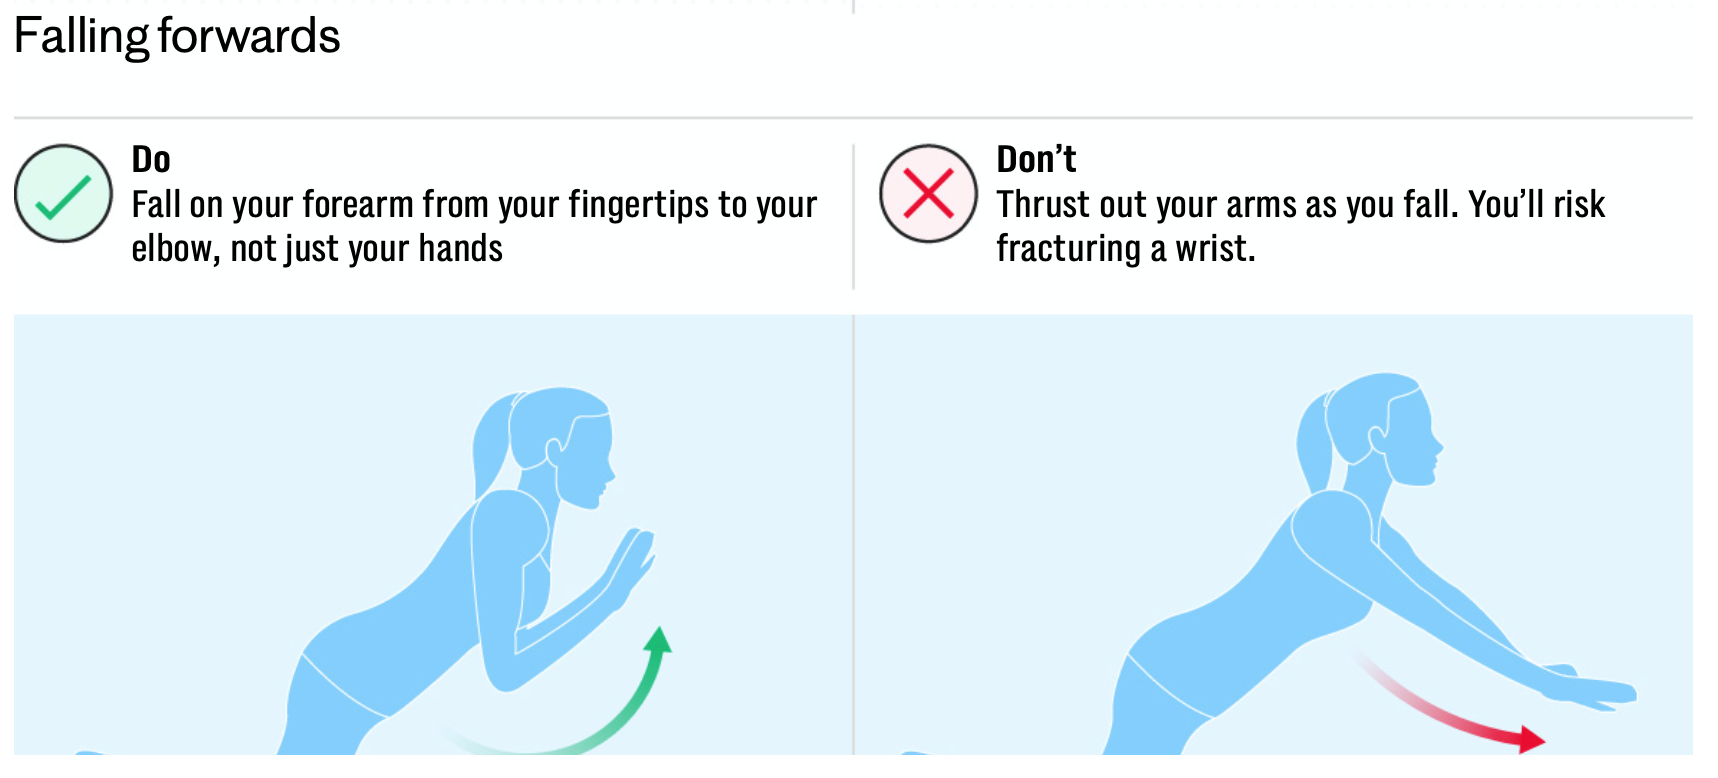 Falling forwards
Do
Fall on your forearm from your fingertips to your
elbow, not just your hands
Don’t
Thrust out your arms as you fall. You’ll risk
fracturing a wrist.